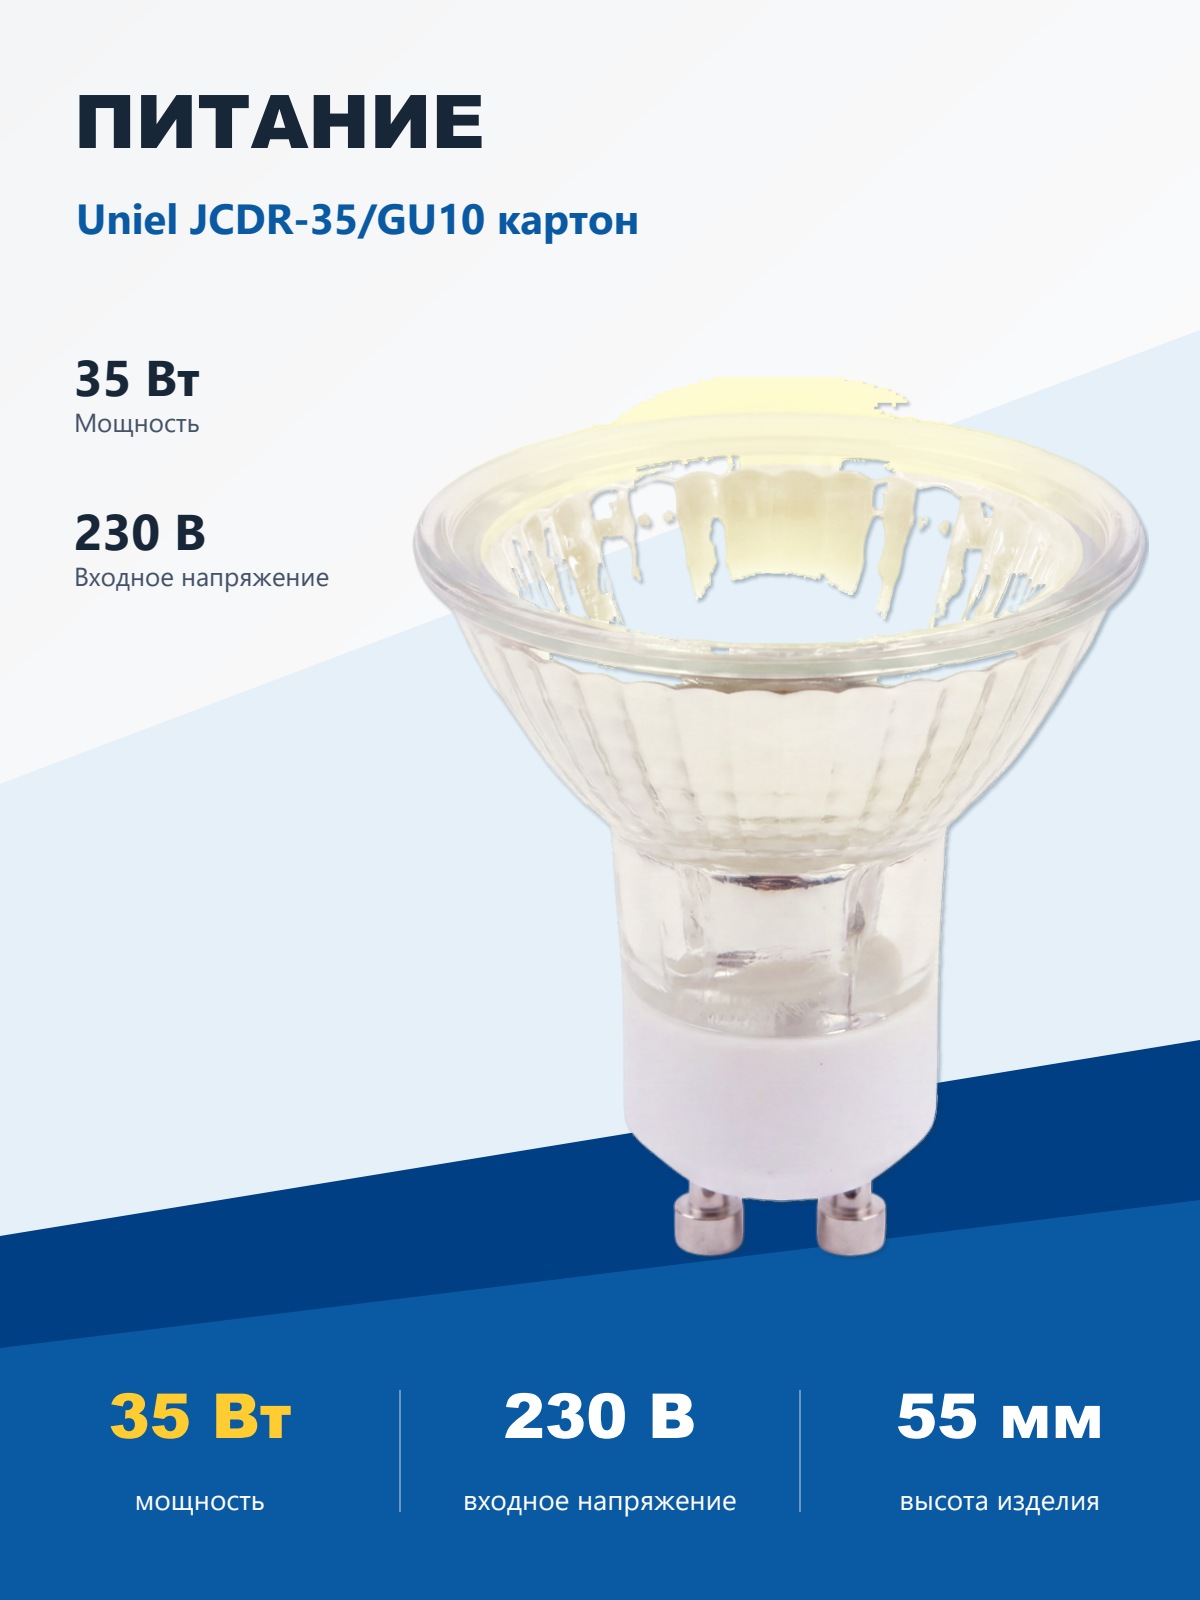 ПИТАНИЕ
Uniel JCDR-35/GU10 картон
35 Вт
Мощность
230 В
Входное напряжение
35 Вт
мощность
230 В
входное напряжение
55 мм
высота изделия